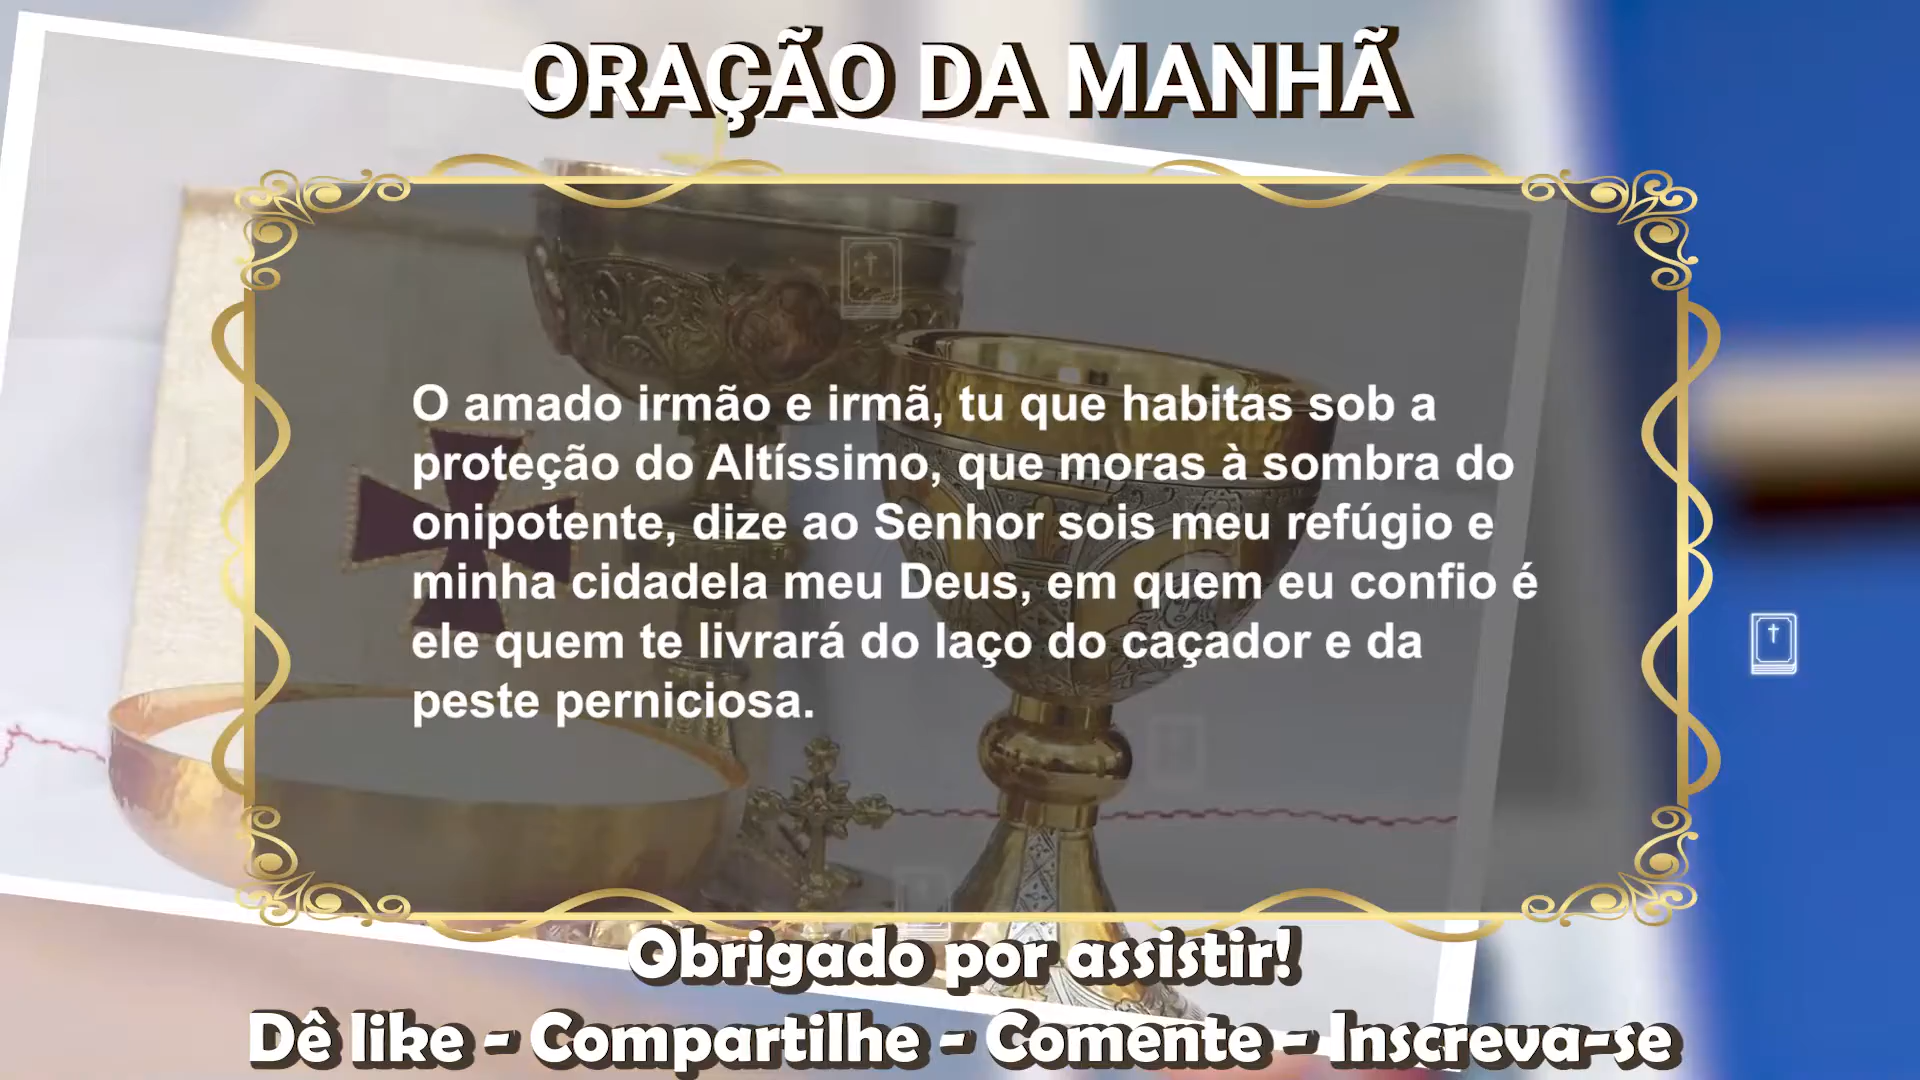 ORAÇÃO DA MANHÃ
O amado irmão e irmã, tu que habitas sob a
proteção do Altíssimo, que moras à sombra do
onipotente, dize ao Senhor sois meu refúgio e
minha cidadela meu Deus, em quem eu confio é
ele quem te livrará do laço do caçador e da
peste perniciosa.
Obrigado por assistir!
Dê like - Compartilhe - Comente - Inscreva-se